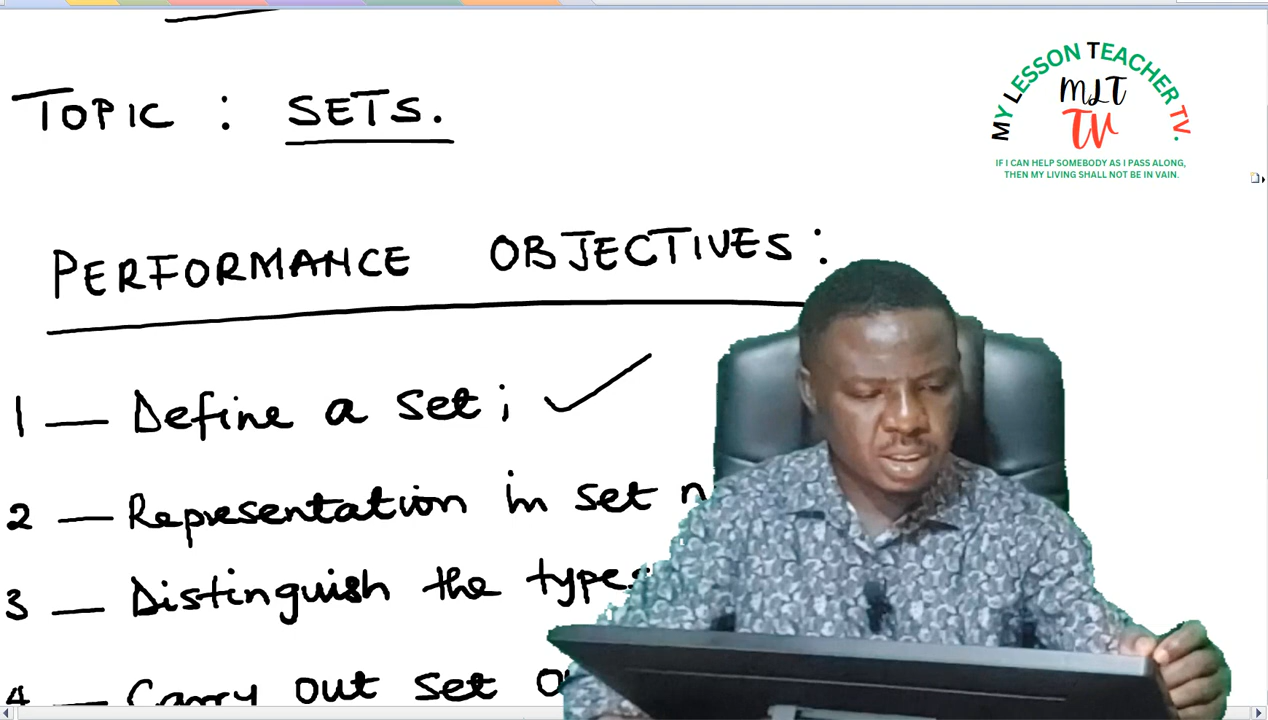 TOPIC : SETS.
MY LESSON TEACHER TV.
MLT
TV
IF I CAN HELP SOMEBODY AS I PASS ALONG,
THEN MY LIVING SHALL NOT BE IN VAIN.
PERFORMANCE OBJECTIVES:
1 — Define a set;
2 — Representation in set
3 — Distinguish the types
4 — Carry out set